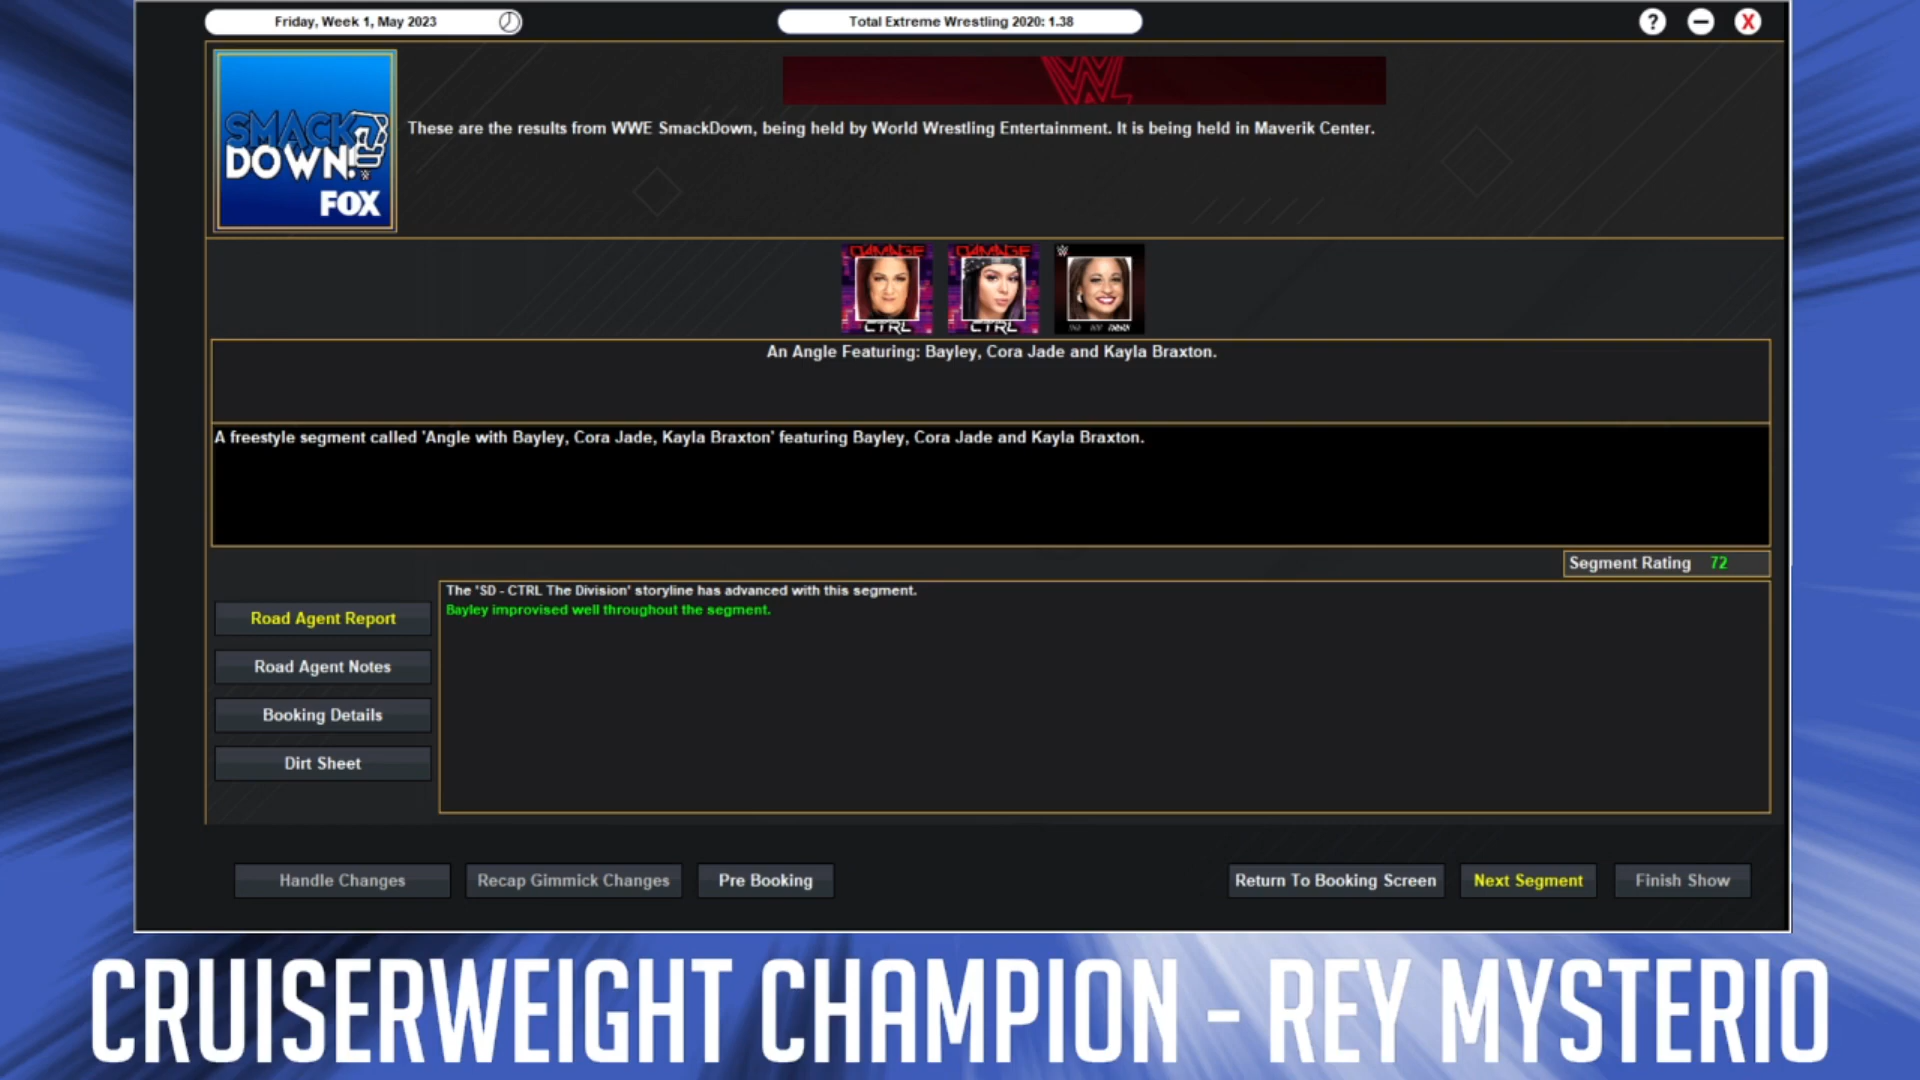 Friday, Week 1, May 2023
Total Extreme Wrestling 2020: 1.38
?
X
SMACK
DOWN!
FOX
These are the results from WWE SmackDown, being held by World Wrestling Entertainment. It is being held in Maverik Center.
DAMAGE
CTRL
DAMAGE
CTRL
An Angle Featuring: Bayley, Cora Jade and Kayla Braxton.
A freestyle segment called 'Angle with Bayley, Cora Jade, Kayla Braxton' featuring Bayley, Cora Jade and Kayla Braxton.
Segment Rating 72
The 'SD - CTRL The Division' storyline has advanced with this segment.
Bayley improvised well throughout the segment.
Road Agent Report
Road Agent Notes
Booking Details
Dirt Sheet
Handle Changes
Recap Gimmick Changes
Pre Booking
Return To Booking Screen
Next Segment
Finish Show
CRUISERWEIGHT CHAMPION - REY MYSTERIO